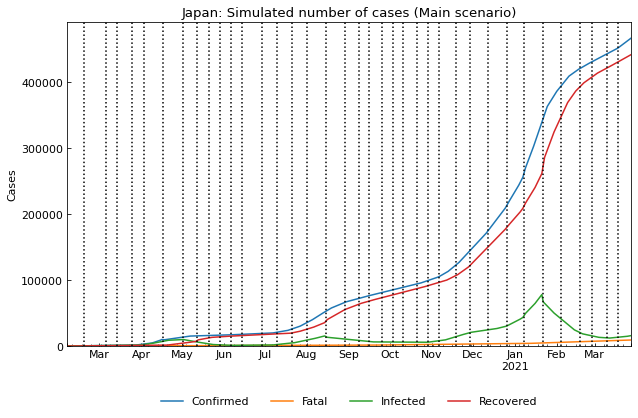 Japan: Simulated number of cases (Main scenario)
Cases
400000
300000
200000
100000
0
Mar Apr May Jun Jul Aug Sep Oct Nov Dec Jan Feb Mar
2021
Confirmed Fatal Infected Recovered